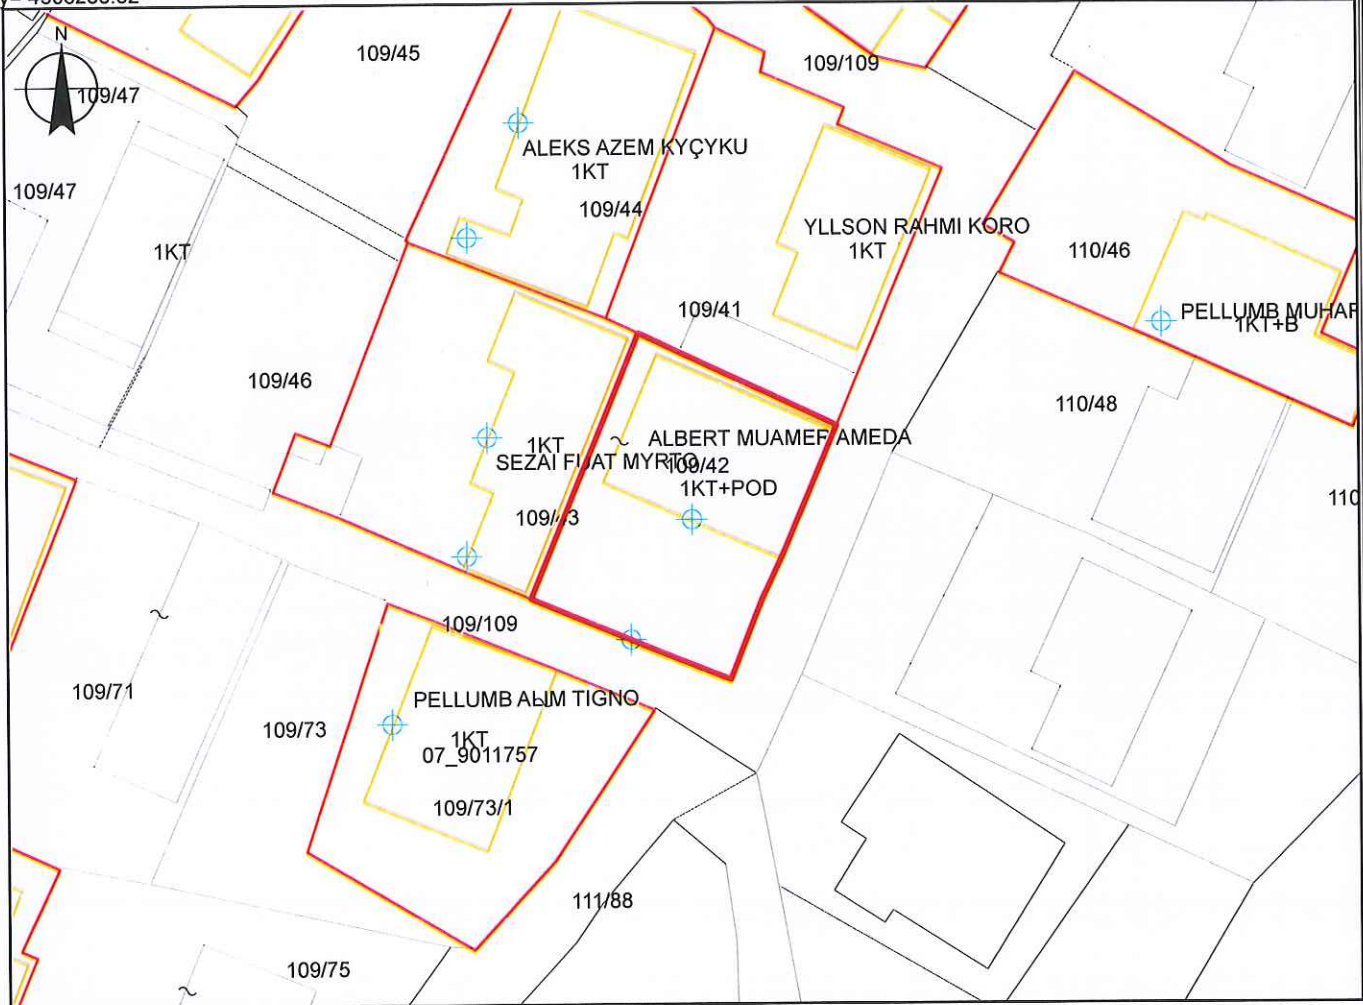 N
109/45
109/109
109/47
ALEKS AZEM KYÇYKU
1KT
109/47
109/44
YLLSON RAHMI KORO
1KT
1KT
110/46
109/41
PELLUMB MUHAR
1KT+B
109/46
110/48
ALBERT MUAMER AMEDA
1KT
SEZAI FIJAT MYRTO
109/42
1KT+POD
110
109/43
109/109
109/71
PELLUMB ALIM TIGNO
109/73
1KT
07_9011757
109/73/1
111/88
109/75